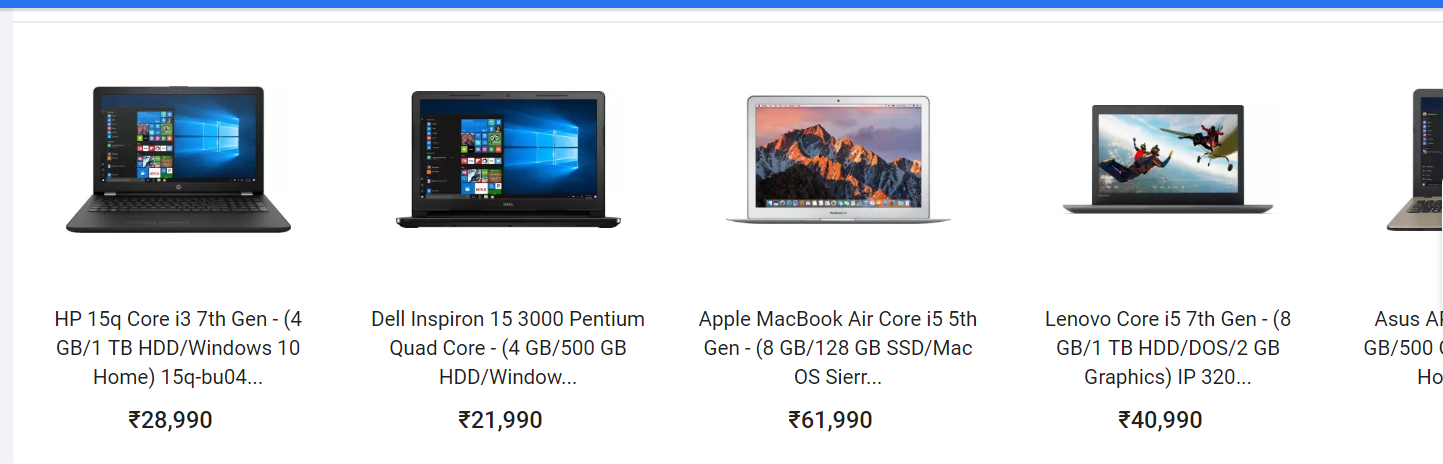 HP 15q Core i3 7th Gen - (4
GB/1 TB HDD/Windows 10
Home) 15q-bu04...
₹28,990
Dell Inspiron 15 3000 Pentium
Quad Core - (4 GB/500 GB
HDD/Window...
₹21,990
Apple MacBook Air Core i5 5th
Gen - (8 GB/128 GB SSD/Mac
OS Sierr...
₹61,990
Lenovo Core i5 7th Gen - (8
GB/1 TB HDD/DOS/2 GB
Graphics) IP 320...
₹40,990
Asus
GB/500
Ho